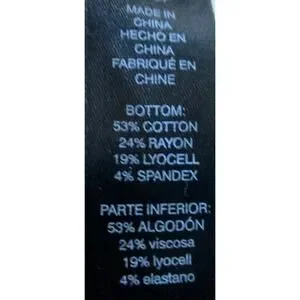 MADE IN
CHINA
HECHO EN
CHINA
FABRIQUÉ EN
CHINE
BOTTOM:
53% COTTON
24% RAYON
19% LYOCELL
4% SPANDEX
PARTE INFERIOR:
53% ALGODÓN
24% viscosa
19% lyocell
4% elastano